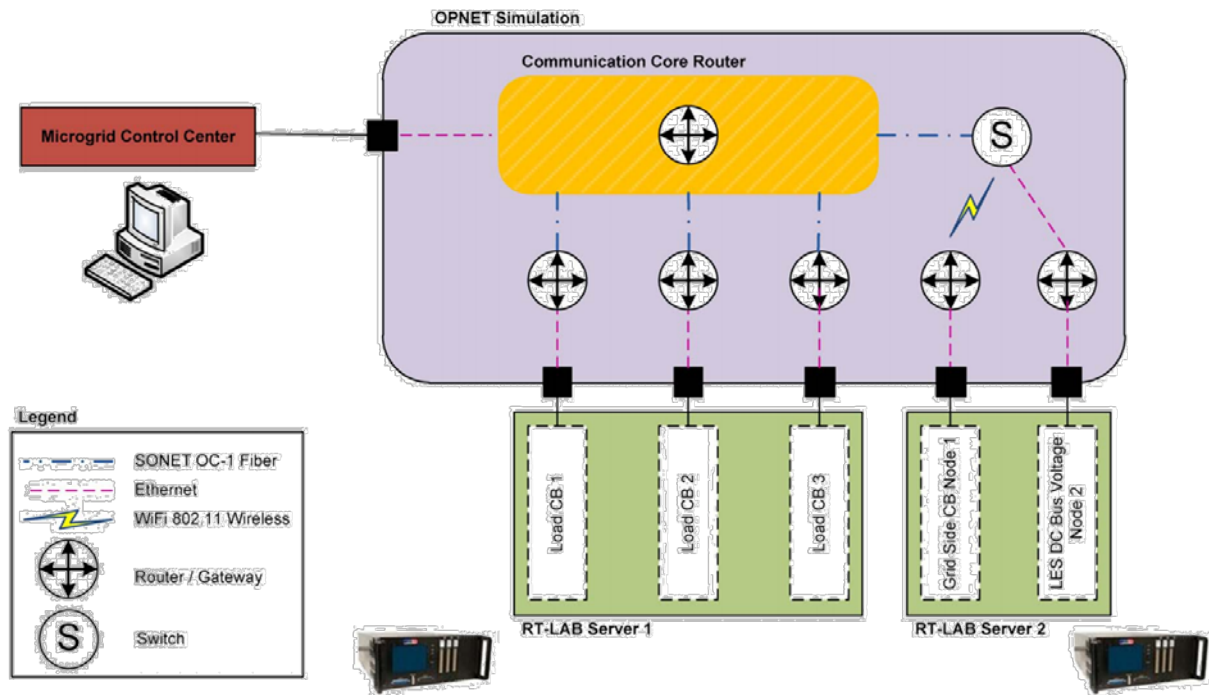 OPNET Simulation
Communication Core Router
Microgrid Control Center
S
Legend
SONET OC-1 Fiber
Ethernet
WiFi 802.11 Wireless
Router / Gateway
S
Switch
Load CB 1
Load CB 2
Load CB 3
Grid Side CB Node 1
LES DC Bus Voltage
Node 2
RT-LAB Server 1
RT-LAB Server 2